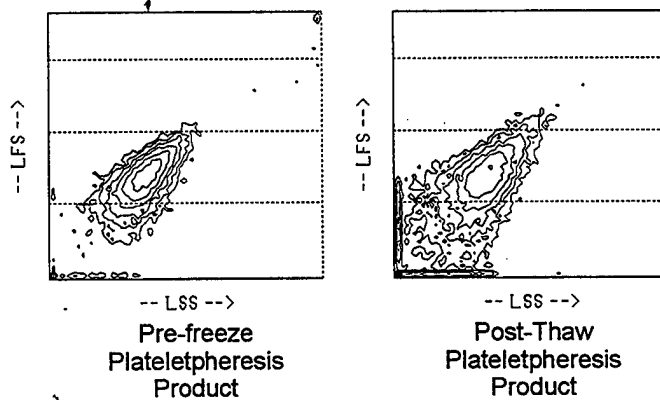 -- LFS -->
-- LSS -->
Pre-freeze
Plateletpheresis
Product
-- LFS -->
-- LSS -->
Post-Thaw
Plateletpheresis
Product